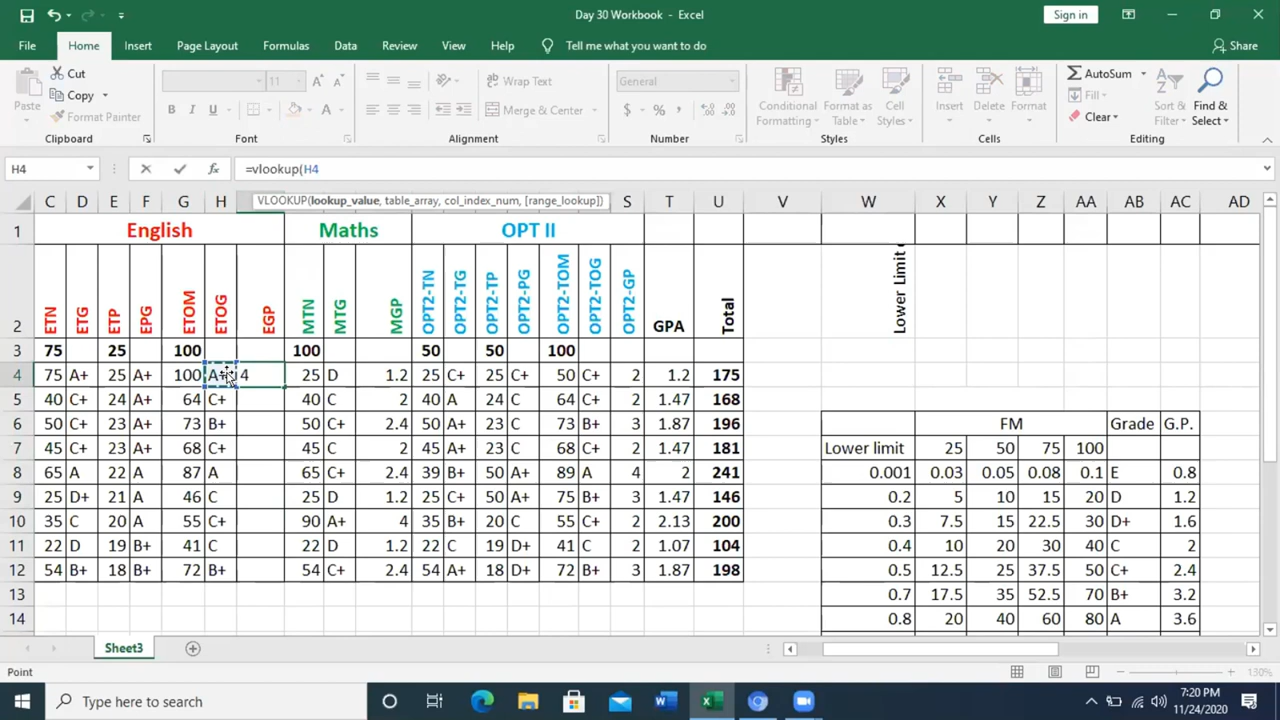 Day 30 Workbook - Excel
Sign in
File Home Insert Page Layout Formulas Data Review View Help Tell me what you want to do Share
Paste
Cut
Copy
Format Painter
Clipboard
11
A A
B I U A
Font
Wrap Text
Merge & Center
Alignment
General
$ % ,
Number
Conditional Formatting
Format as Table
Cell Styles
Styles
Insert Delete Format
Cells
AutoSum
Fill
Clear
Sort & Filter
Find & Select
Editing
H4
fx
=vlookup(H4
VLOOKUP(lookup_value, table_array, col_index_num, [range_lookup])
C D E F G H S T U V W X Y Z AA AB AC AD
1 English Maths OPT II
2 ETN ETG ETP EPG ETOM ETOG EGP MTN MTG MGP OPT2-TN OPT2-TG OPT2-TP OPT2-PG OPT2-TOM OPT2-TOG OPT2-GP GPA Total Lower Limit
3 75 25 100 100 50 50 100
4 75 A+ 25 A+ 100 A+ 4 25 D 1.2 25 C+ 25 C+ 50 C+ 2 1.2 175
5 40 C+ 24 A+ 64 C+ 40 C 2 40 A 24 C 64 C+ 2 1.47 168
6 50 C+ 23 A+ 73 B+ 50 C+ 2.4 50 A+ 23 C 73 B+ 3 1.87 196 FM Grade G.P.
7 45 C+ 23 A+ 68 C+ 45 C 2 45 A+ 23 C 68 C+ 2 1.47 181 Lower limit 25 50 75 100
8 65 A 22 A 87 A 65 C+ 2.4 39 B+ 50 A+ 89 A 4 2 241 0.001 0.03 0.05 0.08 0.1 E 0.8
9 25 D+ 21 A 46 C 25 D 1.2 25 C+ 50 A+ 75 B+ 3 1.47 146 0.2 5 10 15 20 D 1.2
10 35 C 20 A 55 C+ 90 A+ 4 35 B+ 20 C 55 C+ 2 2.13 200 0.3 7.5 15 22.5 30 D+ 1.6
11 22 D 19 B+ 41 C 22 D 1.2 22 C 19 D+ 41 C 2 1.07 104 0.4 10 20 30 40 C 2
12 54 B+ 18 B+ 72 B+ 54 C+ 2.4 54 A+ 18 D+ 72 B+ 3 1.87 198 0.5 12.5 25 37.5 50 C+ 2.4
13 0.7 17.5 35 52.5 70 B+ 3.2
14 0.8 20 40 60 80 A 3.6
Sheet3
Point
130%
Type here to search
7:20 PM
11/24/2020